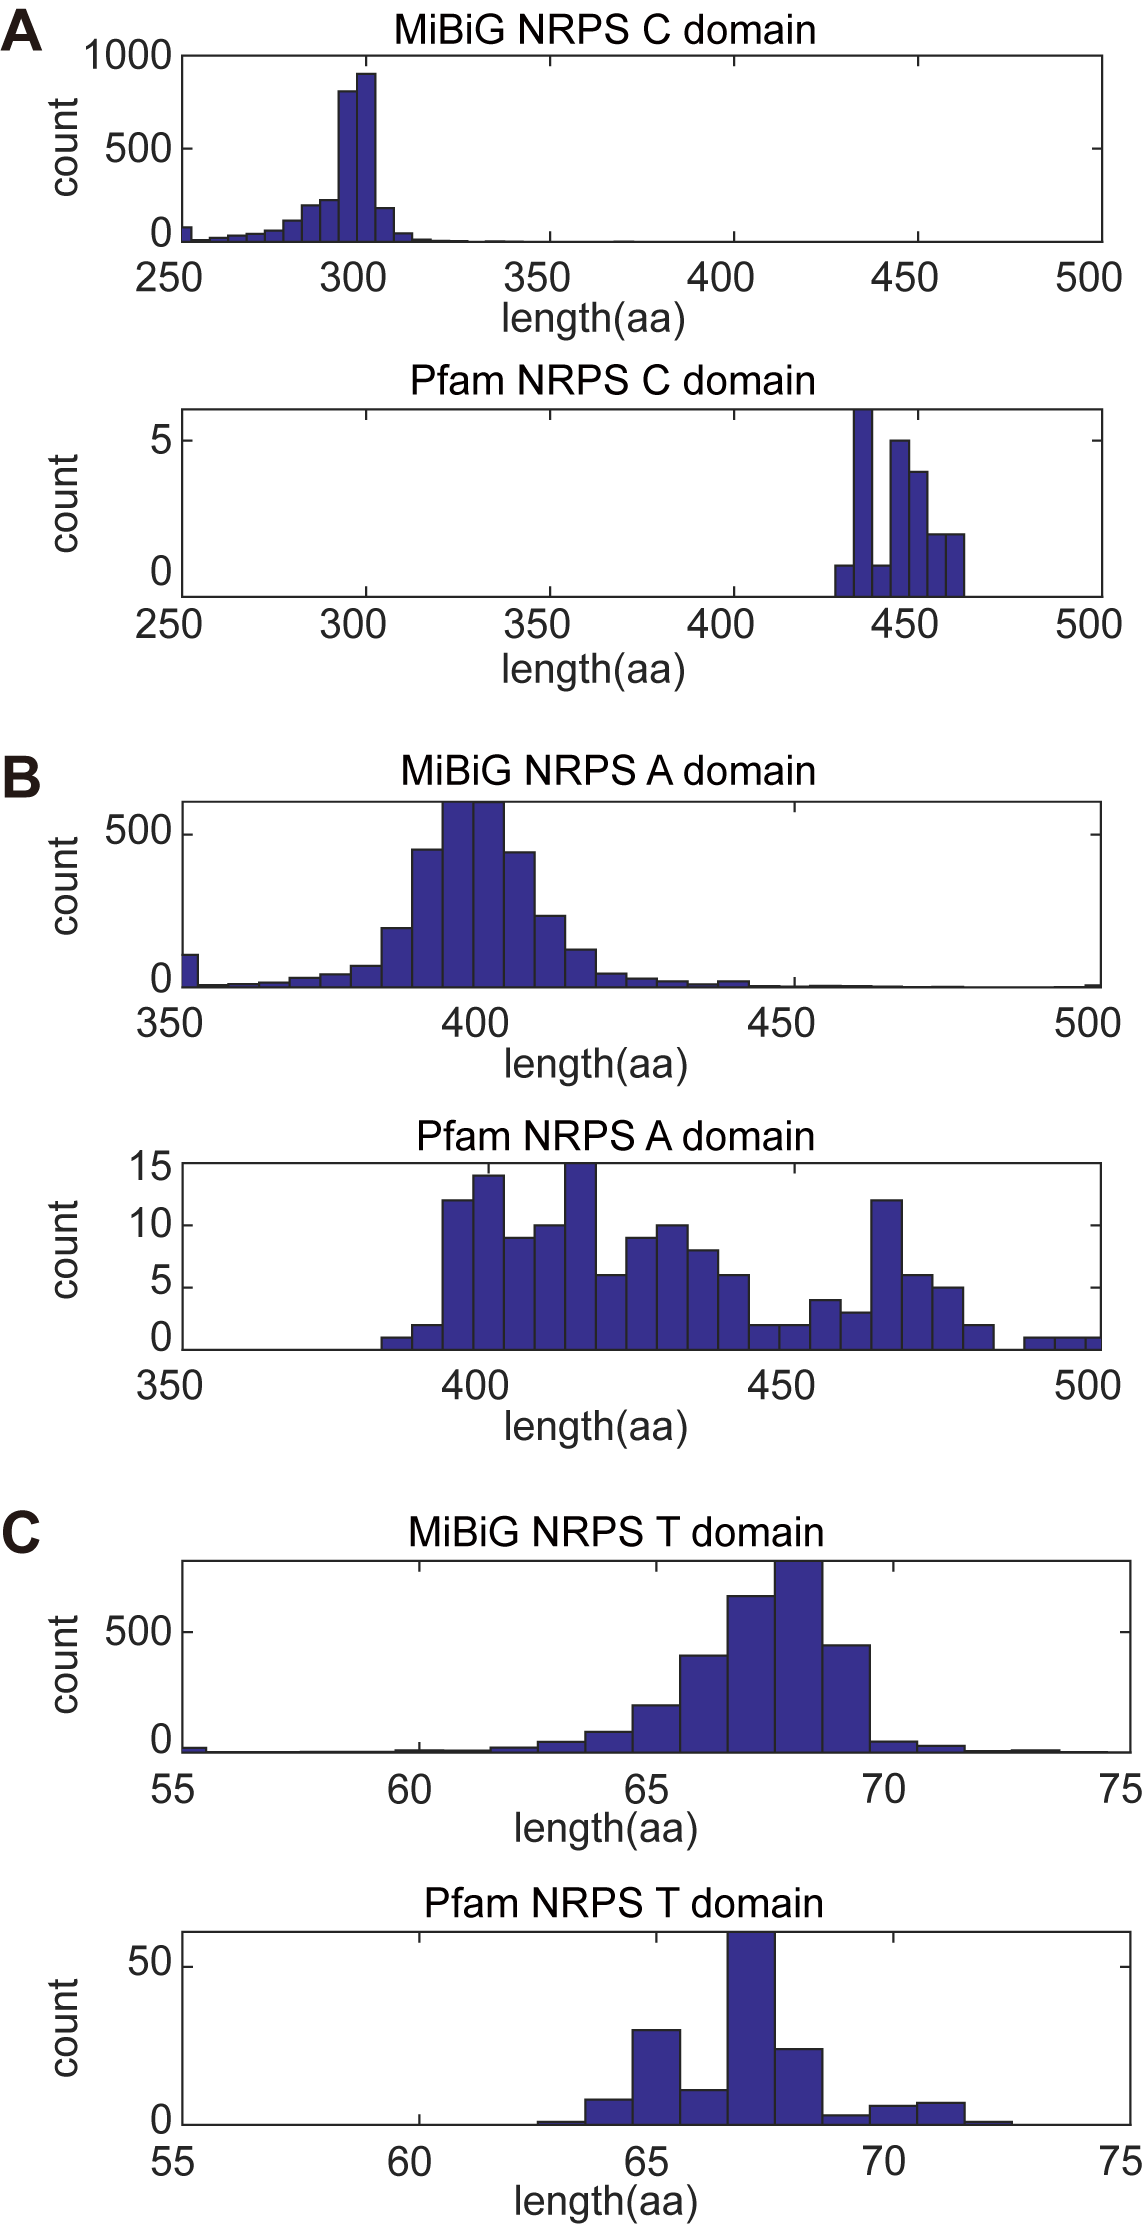 A
MiBiG NRPS C domain
1000
500
0
count
250 300 350 400 450 500
length(aa)
Pfam NRPS C domain
5
0
count
250 300 350 400 450 500
length(aa)
B
MiBiG NRPS A domain
500
0
count
350 400 450 500
length(aa)
Pfam NRPS A domain
15
10
5
0
count
350 400 450 500
length(aa)
C
MiBiG NRPS T domain
500
0
count
55 60 65 70 75
length(aa)
Pfam NRPS T domain
50
0
count
55 60 65 70 75
length(aa)